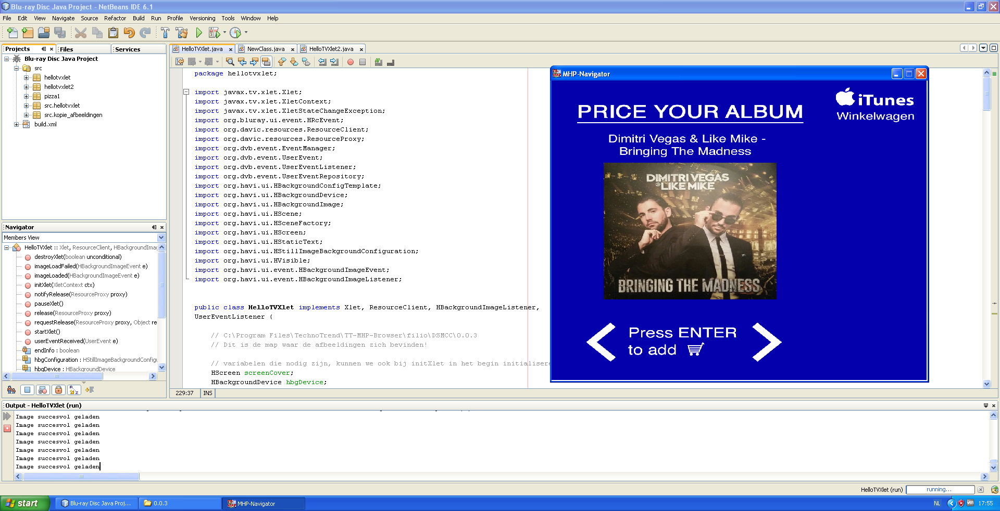 Blu-ray Disc Java Project - NetBeans IDE 6.1
File Edit View Navigate Source Refactor Build Run Profile Versioning Tools Window Help
Projects Files Services
Blu-ray Disc Java Project
src
hellotvxlet
hellotvxlet2
pizza1
src.hellotvxlet
src.kopie_afbeeldingen
build.xml
Navigator
Members View
HelloTVXlet :: Xlet, ResourceClient, HBackgroundImag
destroyXlet(boolean unconditional)
imageLoadFailed(HBackgroundImageEvent e)
imageLoaded(HBackgroundImageEvent e)
initXlet(XletContext ctx)
notifyRelease(ResourceProxy proxy)
pauseXlet()
release(ResourceProxy proxy)
requestRelease(ResourceProxy proxy, Object re
startXlet()
userEventReceived(UserEvent e)
endInfo : boolean
hbgConfiguration : HStillImageBackgroundConfigu
hbgDevice : HBackgroundDevice
HelloTVXlet.java NewClass.java HelloTVXlet2.java
package hellotvxlet;
import javax.tv.xlet.Xlet;
import javax.tv.xlet.XletContext;
import javax.tv.xlet.XletStateChangeException;
import org.bluray.ui.event.HRcEvent;
import org.davic.resources.ResourceClient;
import org.davic.resources.ResourceProxy;
import org.dvb.event.EventManager;
import org.dvb.event.UserEvent;
import org.dvb.event.UserEventListener;
import org.dvb.event.UserEventRepository;
import org.havi.ui.HBackgroundConfigTemplate;
import org.havi.ui.HBackgroundDevice;
import org.havi.ui.HBackgroundImage;
import org.havi.ui.HScene;
import org.havi.ui.HSceneFactory;
import org.havi.ui.HScreen;
import org.havi.ui.HStaticText;
import org.havi.ui.HStillImageBackgroundConfiguration;
import org.havi.ui.HVisible;
import org.havi.ui.event.HBackgroundImageEvent;
import org.havi.ui.event.HBackgroundImageListener;
public class HelloTVXlet implements Xlet, ResourceClient, HBackgroundImageListener,
UserEventListener {
// C:\Program Files\TechnoTrend\TT-MHP-Browser\filio\DSMCC\0.0.3
// Dit is de map waar de afbeeldingen zich bevinden!
// variabelen die nodig zijn, kunnen we ook bij initXlet in het begin initialisere
HScreen screenCover;
HBackgroundDevice hbgDevice;
229:37 INS
MHP-Navigator
iTunes
Winkelwagen
PRICE YOUR ALBUM
Dimitri Vegas & Like Mike -
Bringing The Madness
DIMITRI VEGAS
& LIKE MIKE
BRINGING THE MADNESS
Press ENTER
to add
Output - HelloTVXlet (run)
Image succesvol geladen
Image succesvol geladen
Image succesvol geladen
Image succesvol geladen
Image succesvol geladen
Image succesvol geladen
Image succesvol geladen
HelloTVXlet (run) running...
start Blu-ray Disc Java Proj... 0.0.3 MHP-Navigator NL 17:55